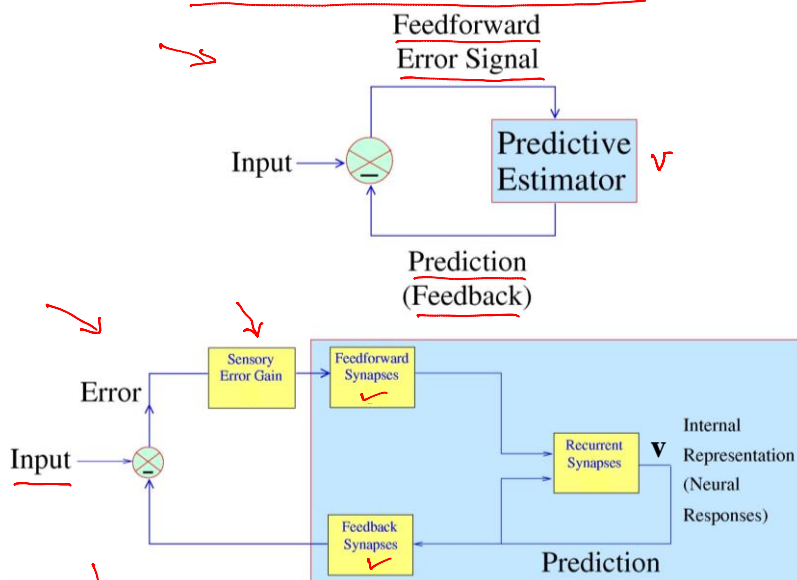 Feedforward
Error Signal
Input
Predictive
Estimator
v
Prediction
(Feedback)
Sensory
Error Gain
Feedforward
Synapses
Error
Input
Recurrent
Synapses
v
Internal
Representation
(Neural
Responses)
Feedback
Synapses
Prediction